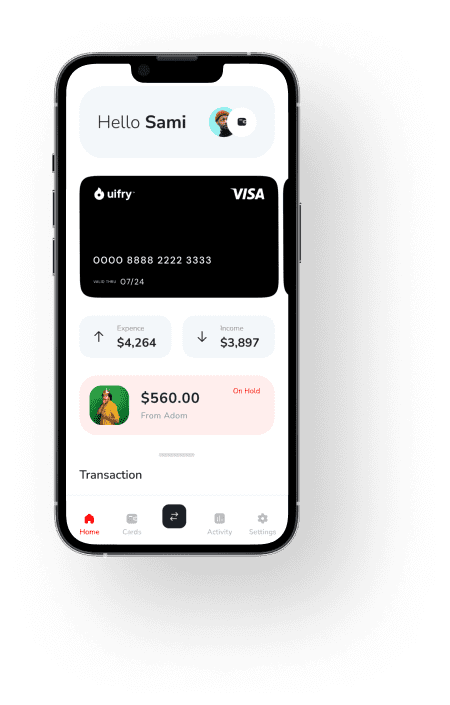 Hello Sami
uifry
VISA
0000 8888 2222 3333
VALID THRU 07/24
Expence
$4,264
Income
$3,897
$560.00
On Hold
From Adom
Transaction
Home
Cards
Activity
Settings